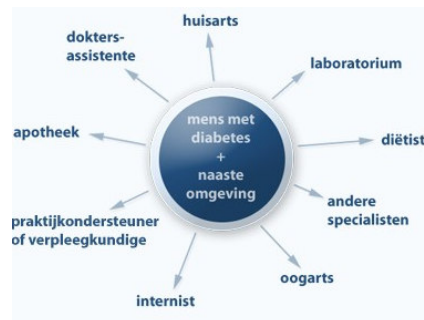 huisarts
dokters-
assistente
laboratorium
apotheek
mens met
diabetes
+
naaste
omgeving
diëtist
andere
specialisten
praktijkondersteuner
of verpleegkundige
oogarts
internist